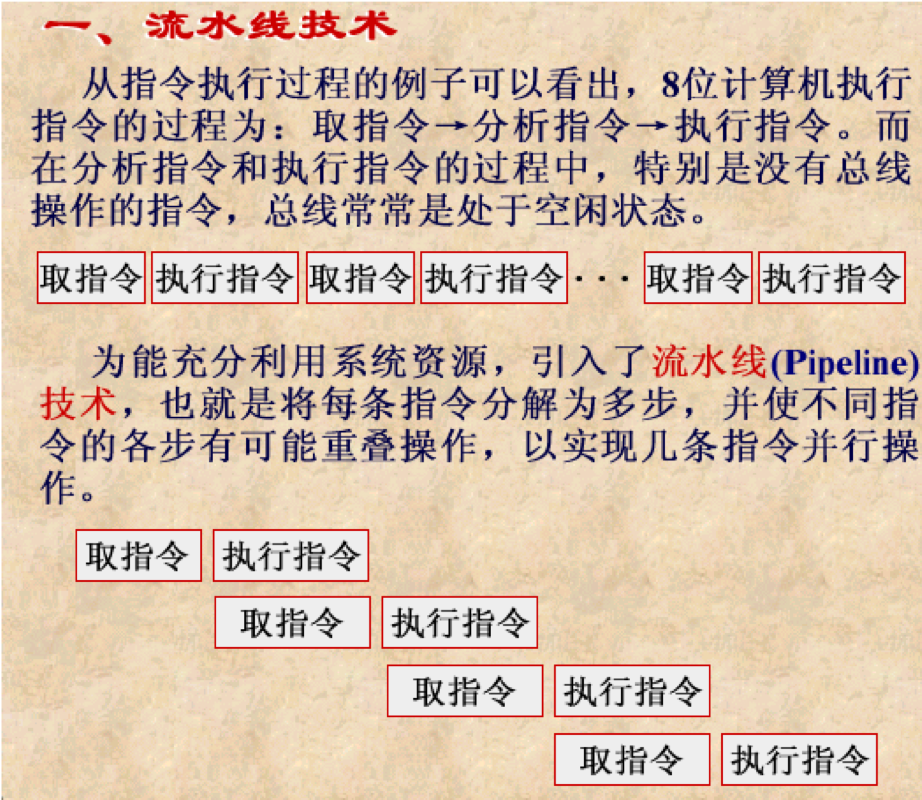 一、流水线技术
从指令执行过程的例子可以看出，8位计算机执行
指令的过程为：取指令→分析指令→执行指令。而
在分析指令和执行指令的过程中，特别是没有总线
操作的指令，总线常常是处于空闲状态。
取指令 执行指令 取指令 执行指令 ··· 取指令 执行指令
为能充分利用系统资源，引入了流水线(Pipeline)
技术，也就是将每条指令分解为多步，并使不同指
令的各步有可能重叠操作，以实现几条指令并行操
作。
取指令 执行指令
取指令 执行指令
取指令 执行指令
取指令 执行指令